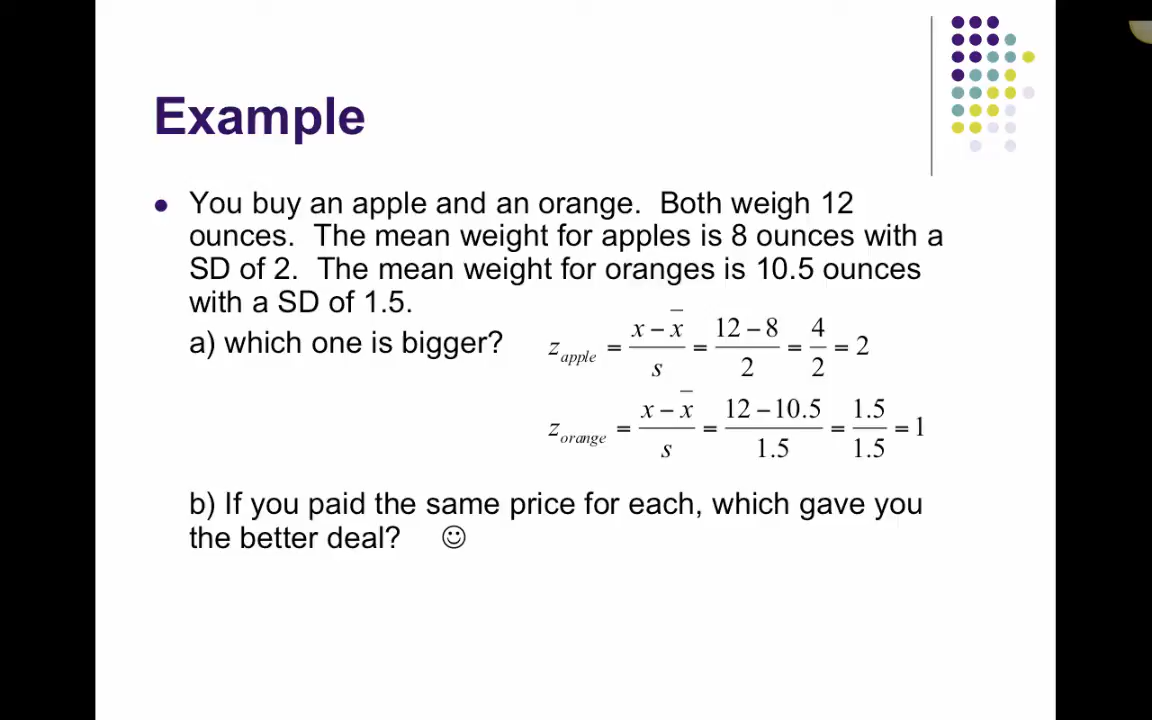 Example
You buy an apple and an orange.  Both weigh 12
ounces.  The mean weight for apples is 8 ounces with a
SD of 2.  The mean weight for oranges is 10.5 ounces
with a SD of 1.5.
a) which one is bigger?
z_apple = (x − x̅)/s = (12 − 8)/2 = 4/2 = 2
z_orange = (x − x̅)/s = (12 − 10.5)/1.5 = 1.5/1.5 = 1
b) If you paid the same price for each, which gave you
the better deal? ☺